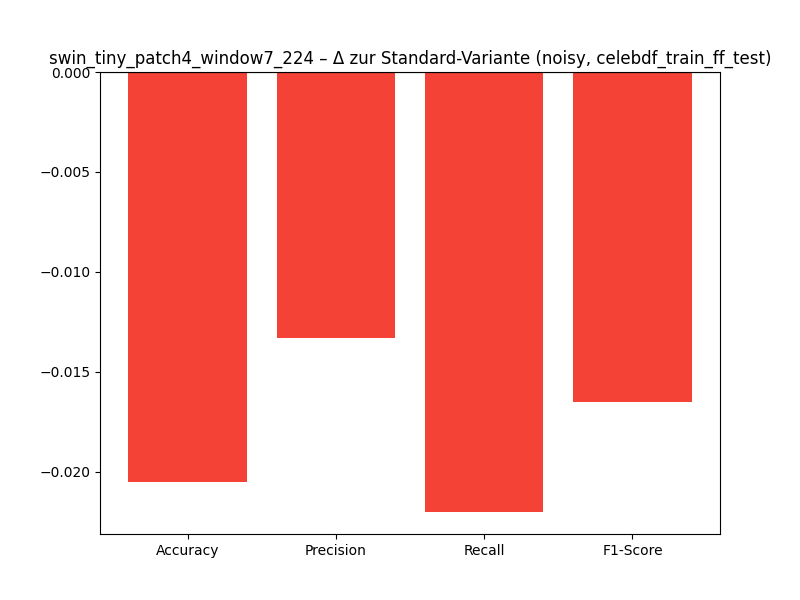 swin_tiny_patch4_window7_224 – Δ zur Standard-Variante (noisy, celebdf_train_ff_test)
0.000
−0.005
−0.010
−0.015
−0.020
Accuracy Precision Recall F1-Score